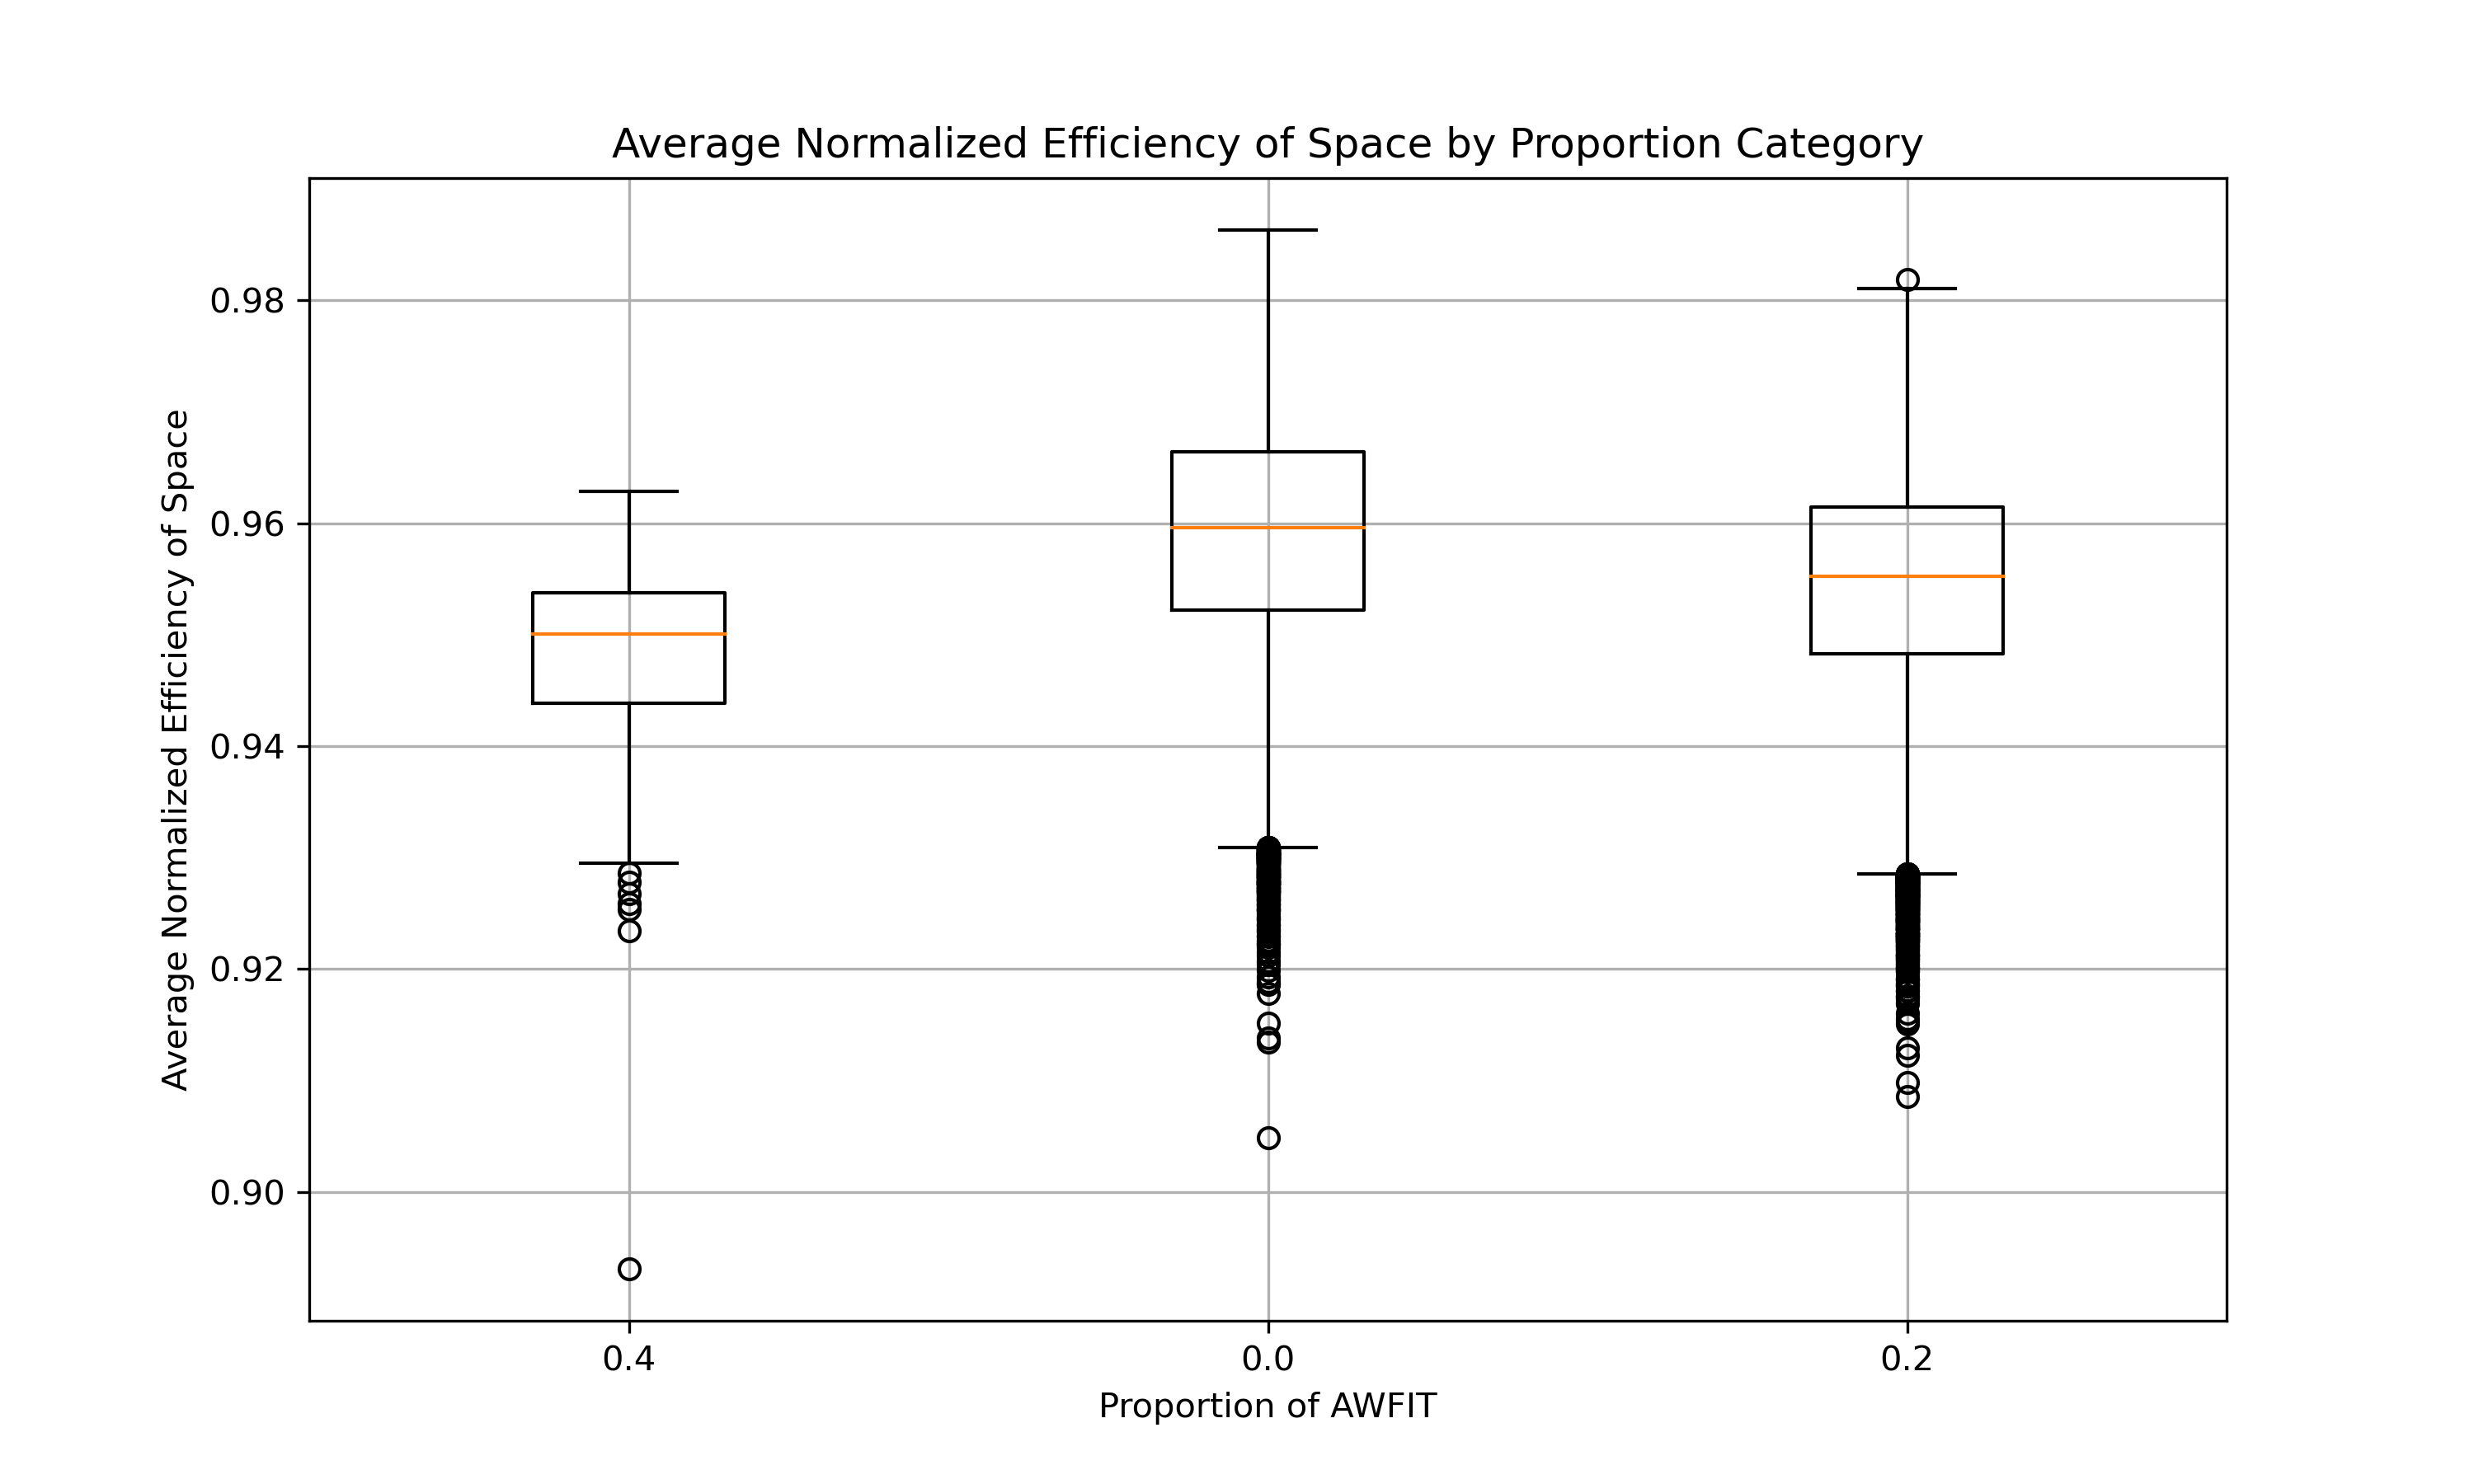 Average Normalized Efficiency of Space by Proportion Category
Average Normalized Efficiency of Space
0.98
0.96
0.94
0.92
0.90
0.4
0.0
0.2
Proportion of AWFIT